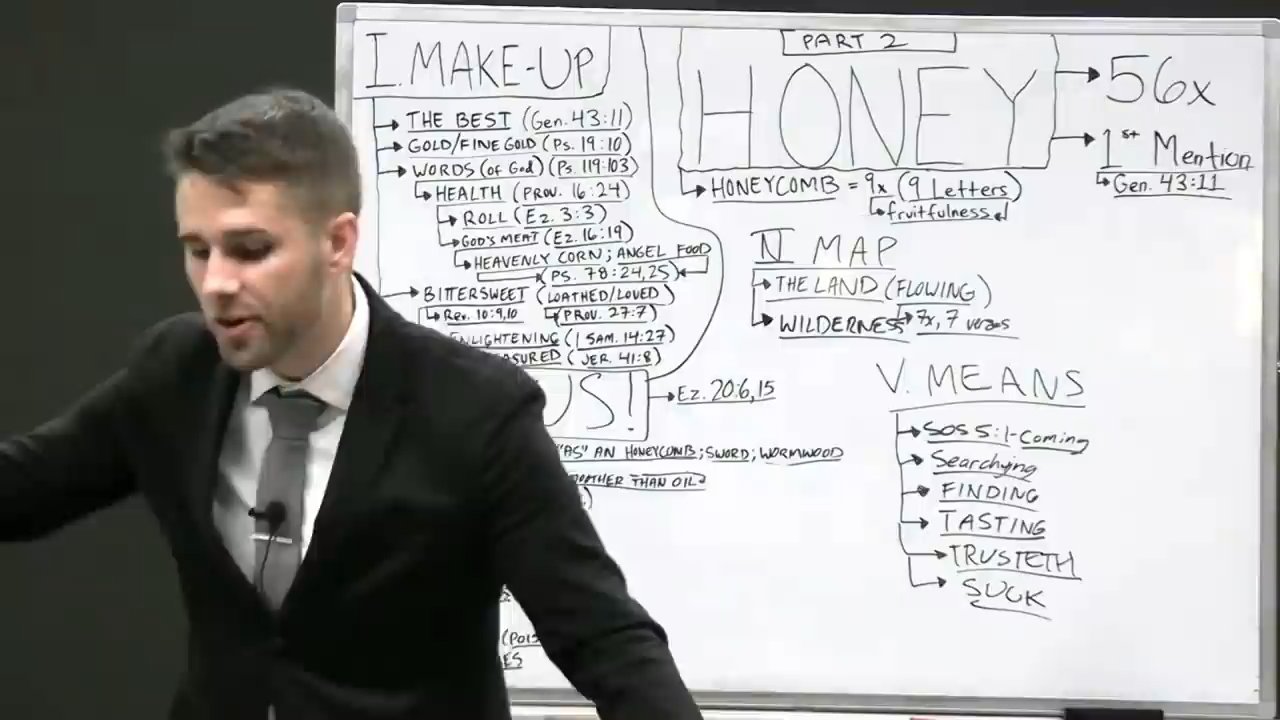 I. MAKE-UP
THE BEST (Gen. 43:11)
GOLD/FINE GOLD (Ps. 19:10)
WORDS (of God) (Ps. 119:103)
HEALTH (PROV. 16:24)
ROLL (Ez. 3:3)
GOD'S MEAT (Ez. 16:19)
HEAVENLY CORN; ANGEL FOOD
(PS. 78:24,25)
BITTERSWEET (LOATHED/LOVED)
Rev. 10:9,10 PROV. 27:7)
ENLIGHTENING (1 SAM. 14:27)
(JER. 41:8)
US!
Ez. 20:6,15
"AS" AN HONEYCOMB; SWORD; WORMWOOD
THAN OIL
PART 2
HONEY
56x
1st Mention
Gen. 43:11
HONEYCOMB = 9x (9 Letters)
fruitfulness
MAP
THE LAND (FLOWING)
WILDERNESS 7x, 7 verses
V. MEANS
SOS 5:1-Coming
Searching
FINDING
TASTING
TRUSTETH
SUCK